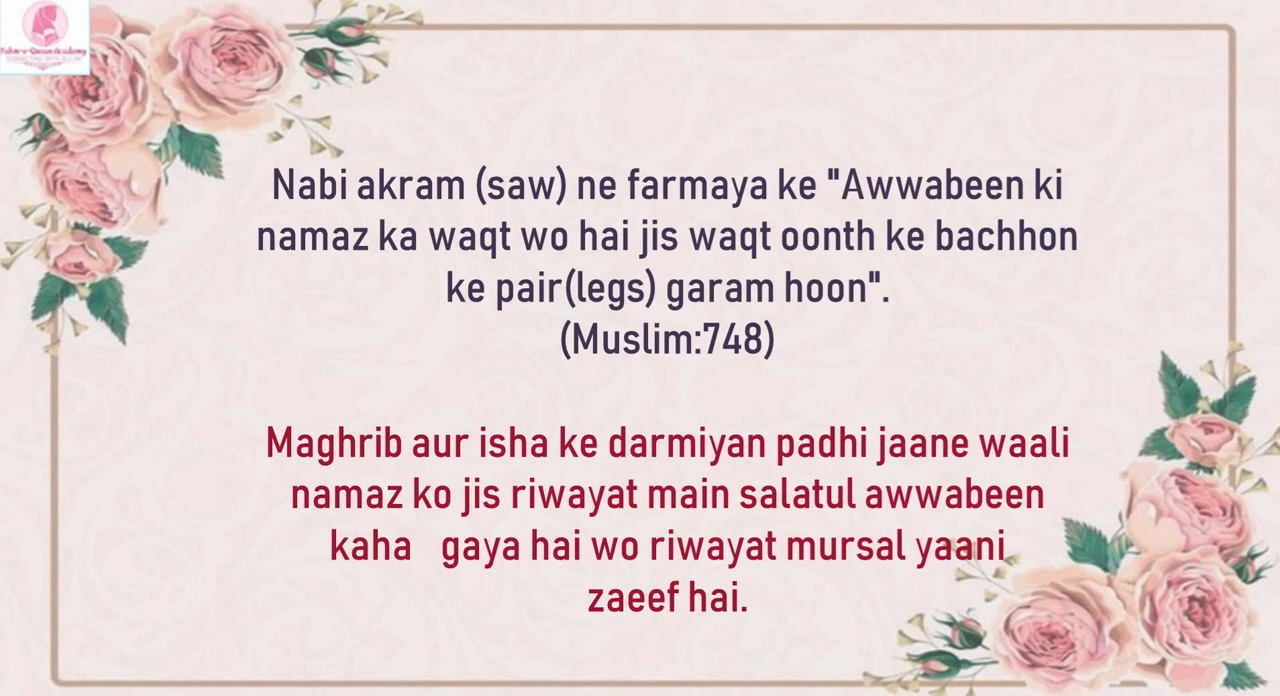 Nabi akram (saw) ne farmaya ke "Awwabeen ki
namaz ka waqt wo hai jis waqt oonth ke bachhon
ke pair(legs) garam hoon".
(Muslim:748)
Maghrib aur isha ke darmiyan padhi jaane waali
namaz ko jis riwayat main salatul awwabeen
kaha gaya hai wo riwayat mursal yaani
zaeef hai.